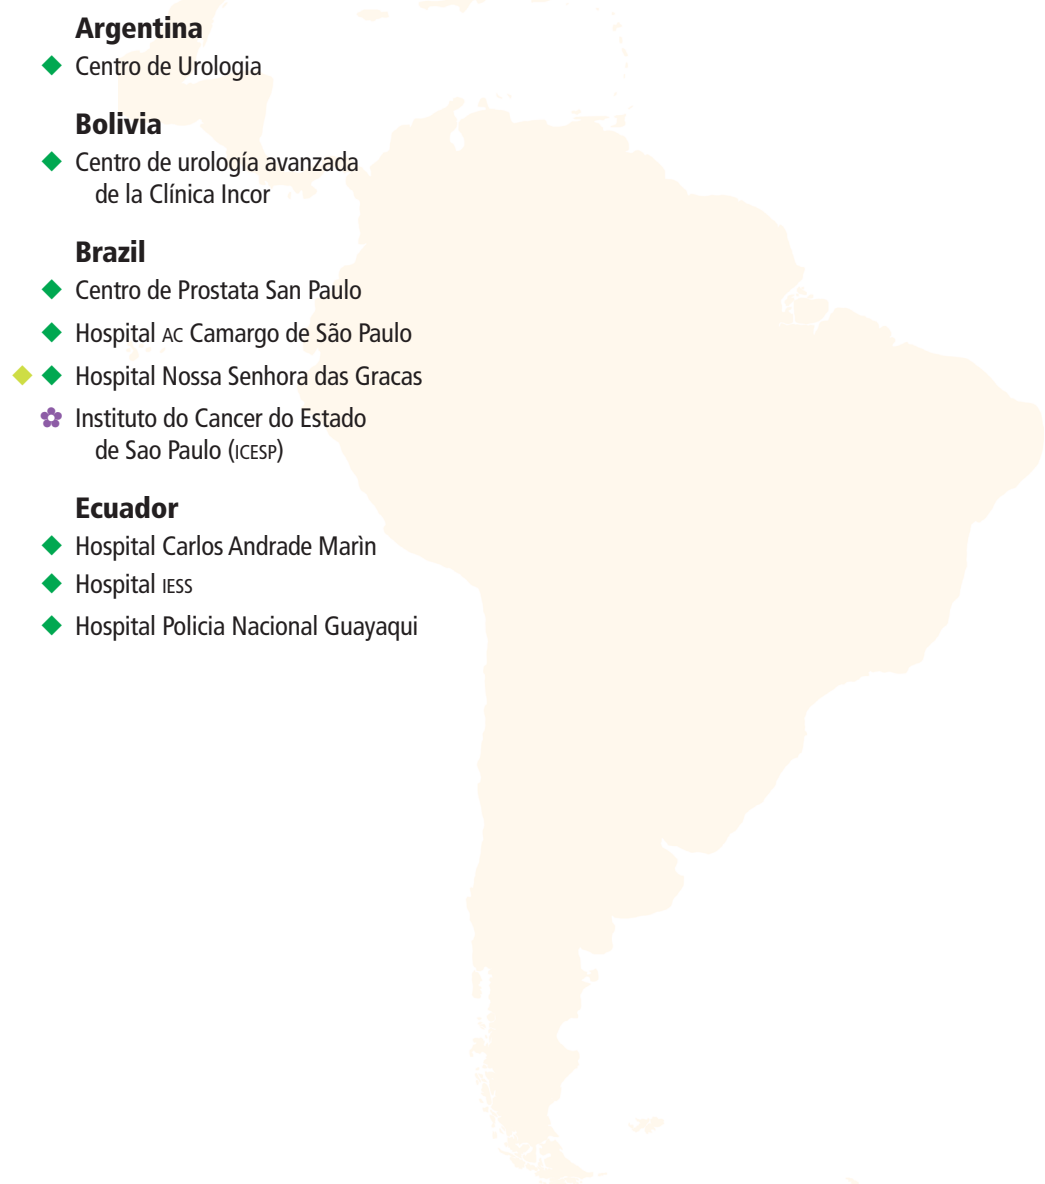 Argentina
Centro de Urologia
Bolivia
Centro de urología avanzada
de la Clínica Incor
Brazil
Centro de Prostata San Paulo
Hospital AC Camargo de São Paulo
Hospital Nossa Senhora das Gracas
Instituto do Cancer do Estado
de Sao Paulo (ICESP)
Ecuador
Hospital Carlos Andrade Marìn
Hospital IESS
Hospital Policia Nacional Guayaqui